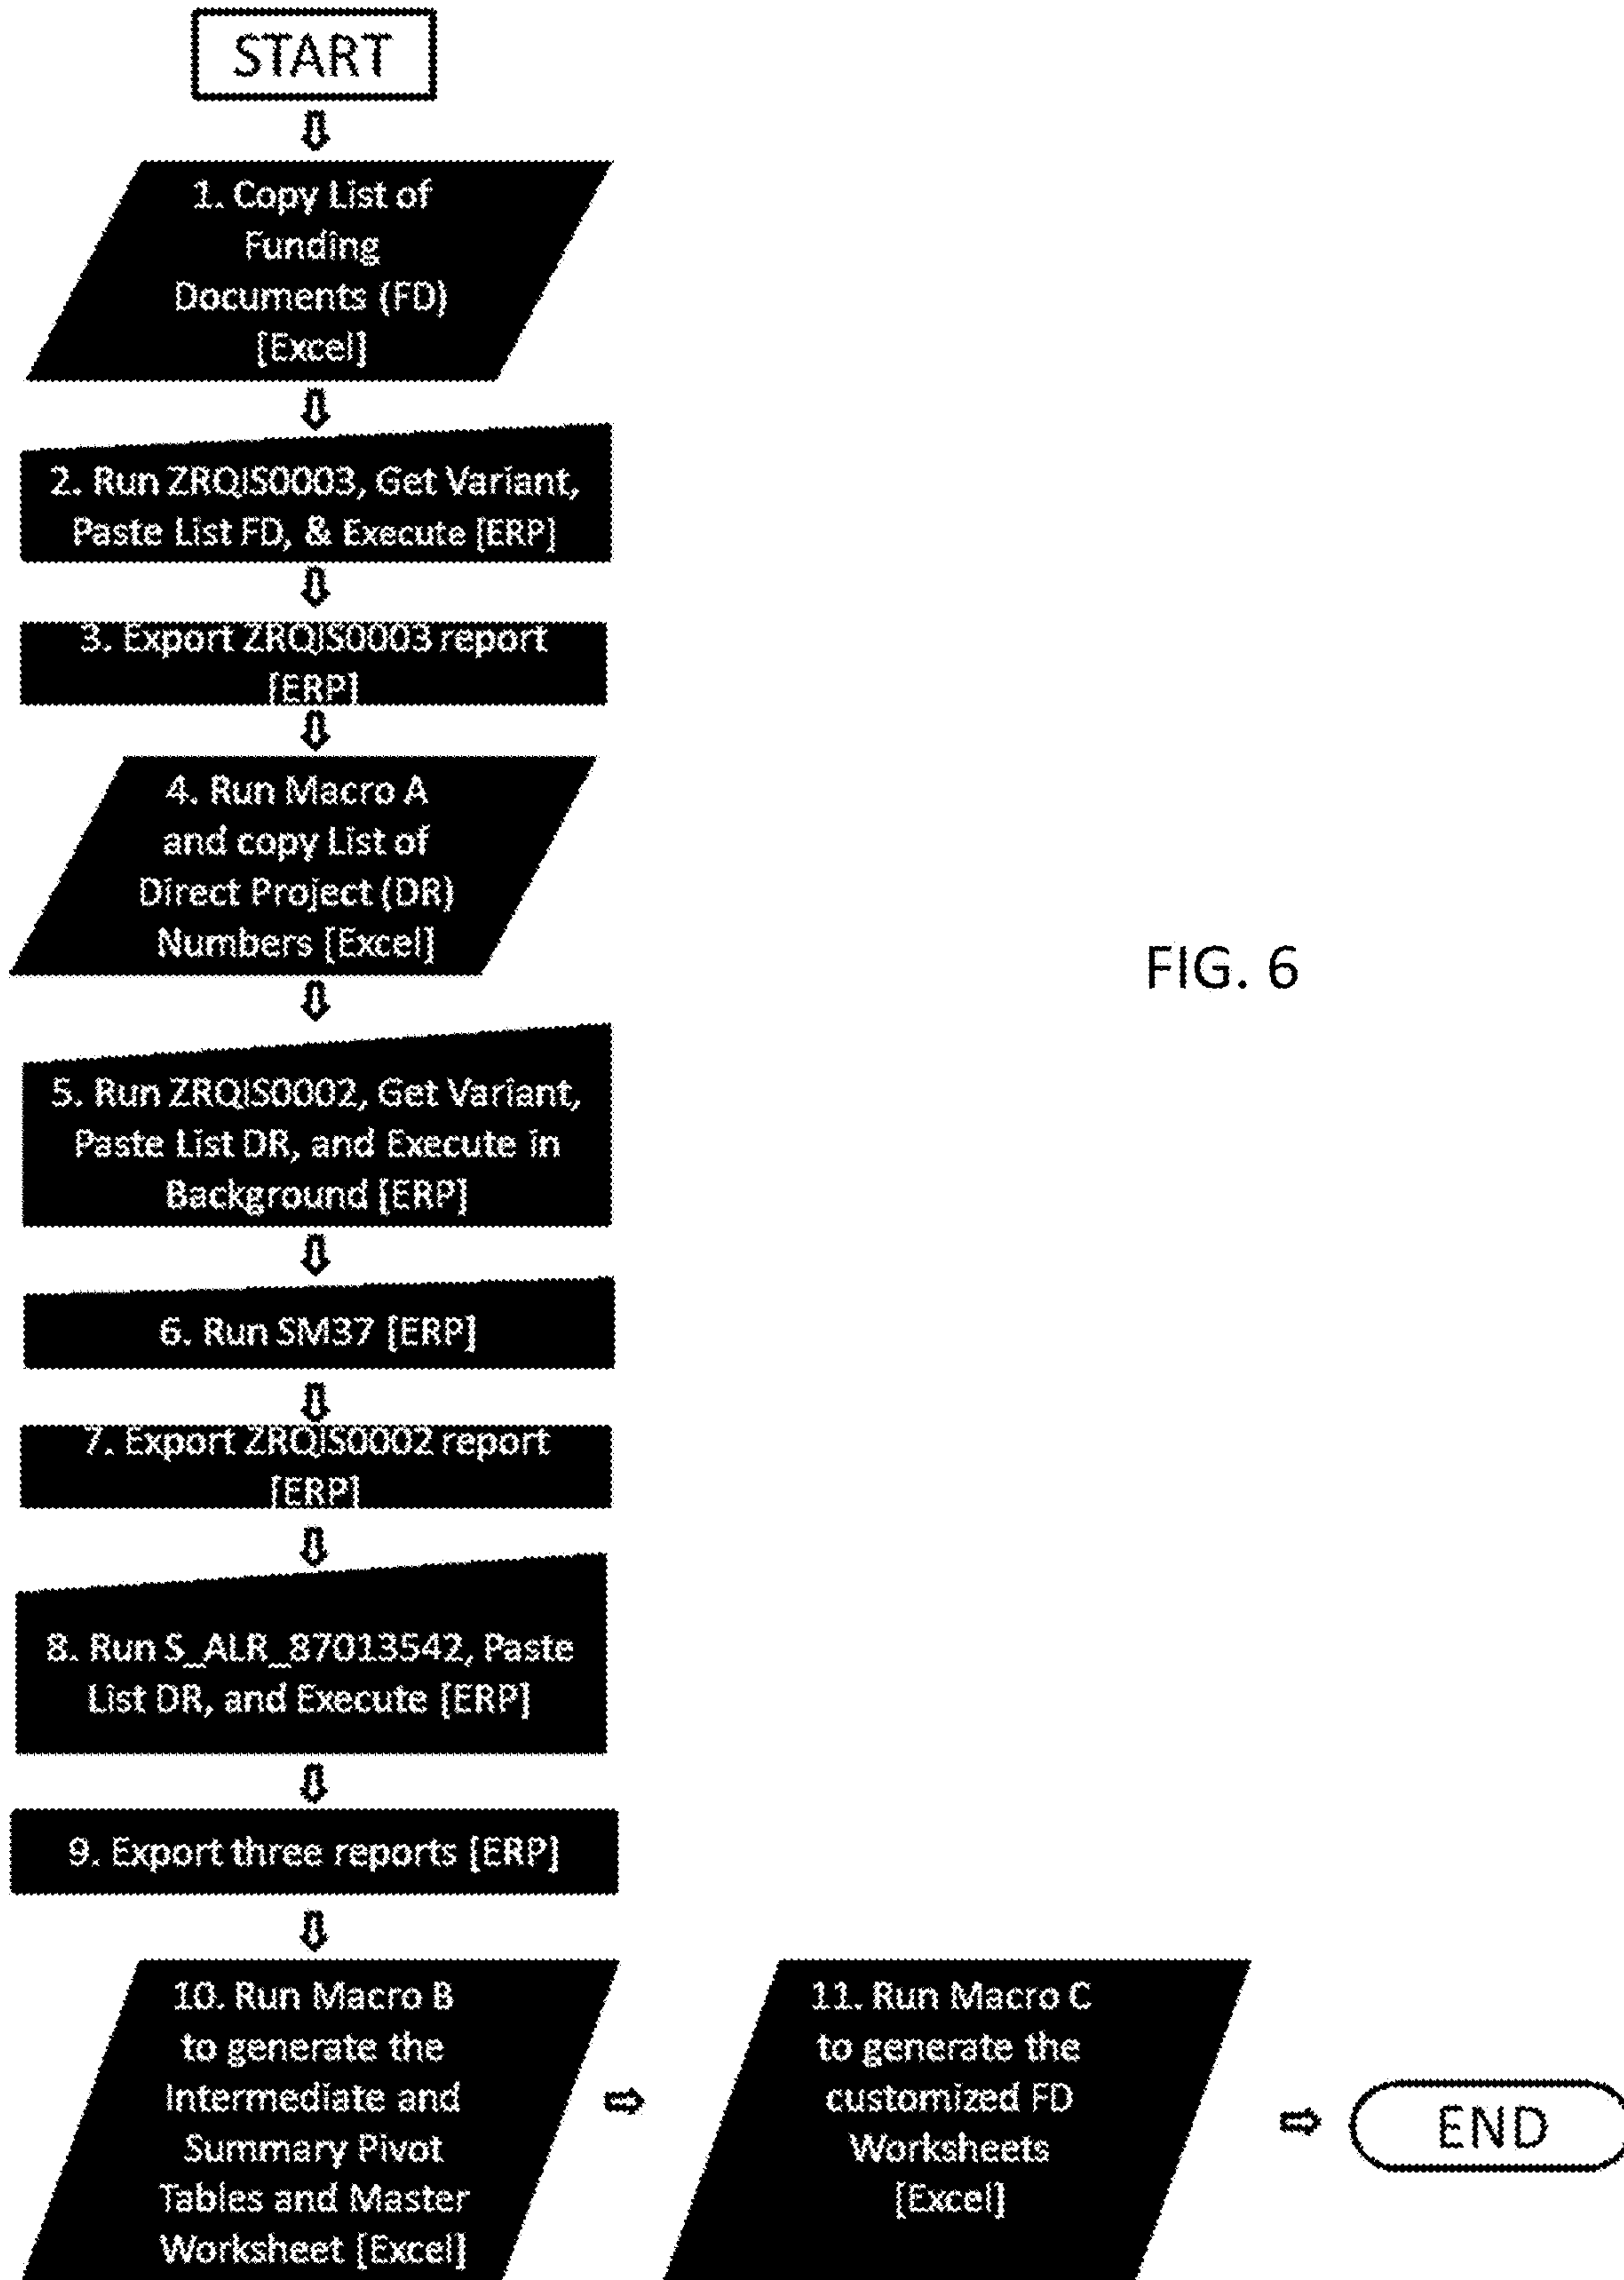 START
1. Copy List of
Funding
Documents (FD)
[Excel]
2. Run ZRQIS0003, Get Variant,
Paste List FD, & Execute [ERP]
3. Export ZRQIS0003 report
[ERP]
4. Run Macro A
and copy List of
Direct Project (DR)
Numbers [Excel]
FIG. 6
5. Run ZRQIS0002, Get Variant,
Paste List DR, and Execute in
Background [ERP]
6. Run SM37 [ERP]
7. Export ZRQIS0002 report
[ERP]
8. Run S_ALR_87013542, Paste
List DR, and Execute [ERP]
9. Export three reports [ERP]
10. Run Macro B
to generate the
Intermediate and
Summary Pivot
Tables and Master
Worksheet [Excel]
11. Run Macro C
to generate the
customized FD
Worksheets
[Excel]
END